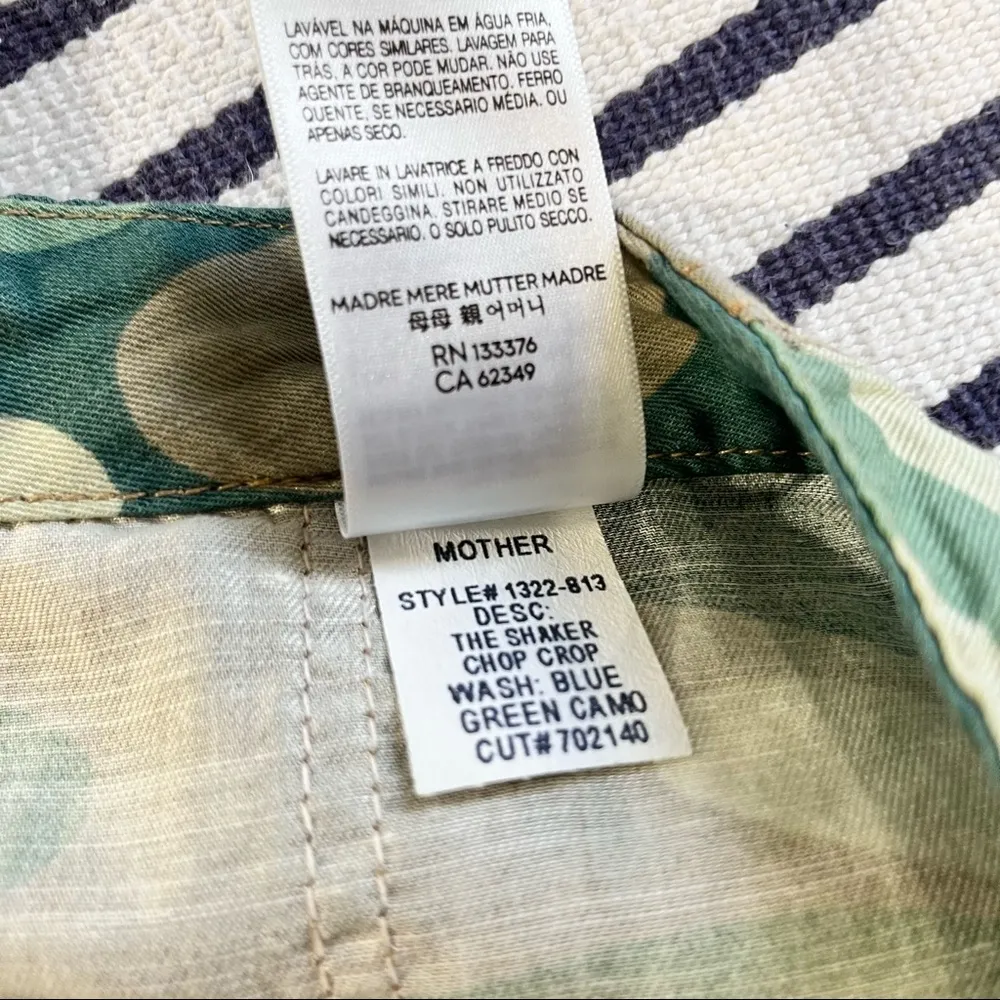 LAVÁVEL NA MÁQUINA EM ÁGUA FRIA,
COM CORES SIMILARES. LAVAGEM PARA
TRÁS, A COR PODE MUDAR. NÃO USE
AGENTE DE BRANQUEAMENTO. FERRO
QUENTE, SE NECESSARIO MÉDIA. OU
APENAS SECO.
LAVARE IN LAVATRICE A FREDDO CON
COLORI SIMILI. NON UTILIZZATO
CANDEGGINA. STIRARE MEDIO SE
NECESSARIO. O SOLO PULITO SECCO.
MADRE MERE MUTTER MADRE
母母 親 어머니
RN 133376
CA 62349
MOTHER
STYLE# 1322-813
DESC:
THE SHAKER
CHOP CROP
WASH: BLUE
GREEN CAMO
CUT# 702140